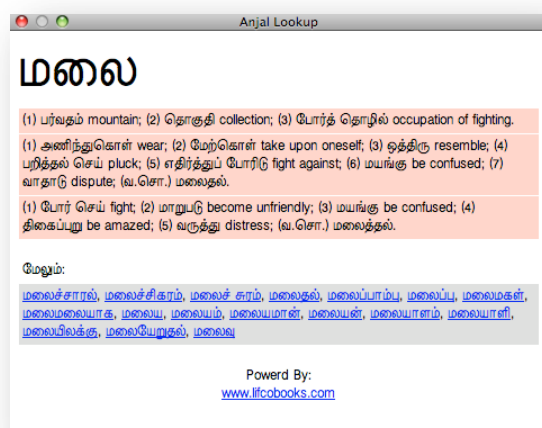 Anjal Lookup
மலை
(1) பர்வதம் mountain; (2) தொகுதி collection; (3) போர்த் தொழில் occupation of fighting.
(1) அணிந்துகொள் wear; (2) மேற்கொள் take upon oneself; (3) ஒத்திரு resemble; (4)
பறித்தல் செய் pluck; (5) எதிர்த்துப் போரிடு fight against; (6) மயங்கு be confused; (7)
வாதாடு dispute; (வ.சொ.) மலைதல்.
(1) போர் செய் fight; (2) மாறுபடு become unfriendly; (3) மயங்கு be confused; (4)
திகைப்புறு be amazed; (5) வருத்து distress; (வ.சொ.) மலைத்தல்.
மேலும்:
மலைச்சாரல், மலைச்சிகரம், மலைச் சுரம், மலைதல், மலைப்பாம்பு, மலைப்பு, மலைமகள்,
மலைமலையாக, மலைய, மலையம், மலையமான், மலையன், மலையாளம், மலையாளி,
மலையிலக்கு, மலையேறுதல், மலைவு
Powerd By:
www.lifcobooks.com